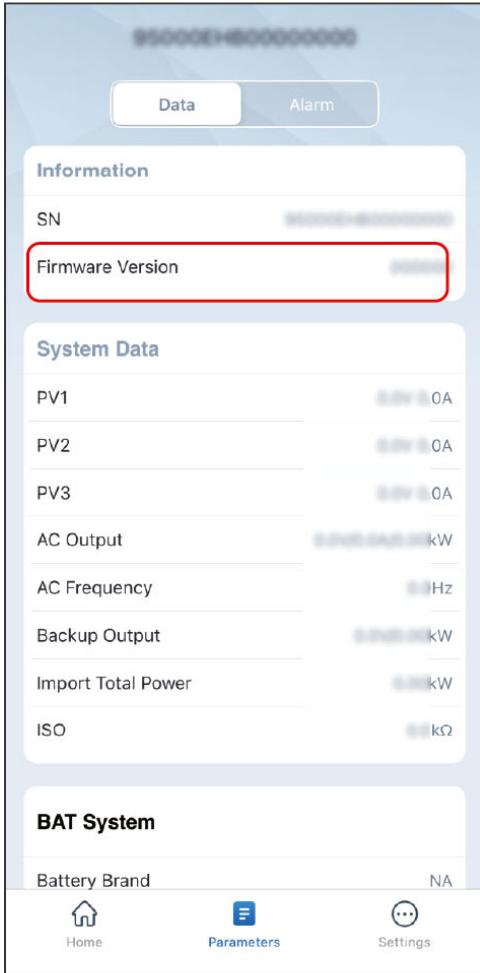 95000EHB00000000
Data Alarm
Information
SN
Firmware Version
System Data
PV1 0A
PV2 0A
PV3 0A
AC Output kW
AC Frequency Hz
Backup Output kW
Import Total Power kW
ISO kΩ
BAT System
Battery Brand NA
Home Parameters Settings